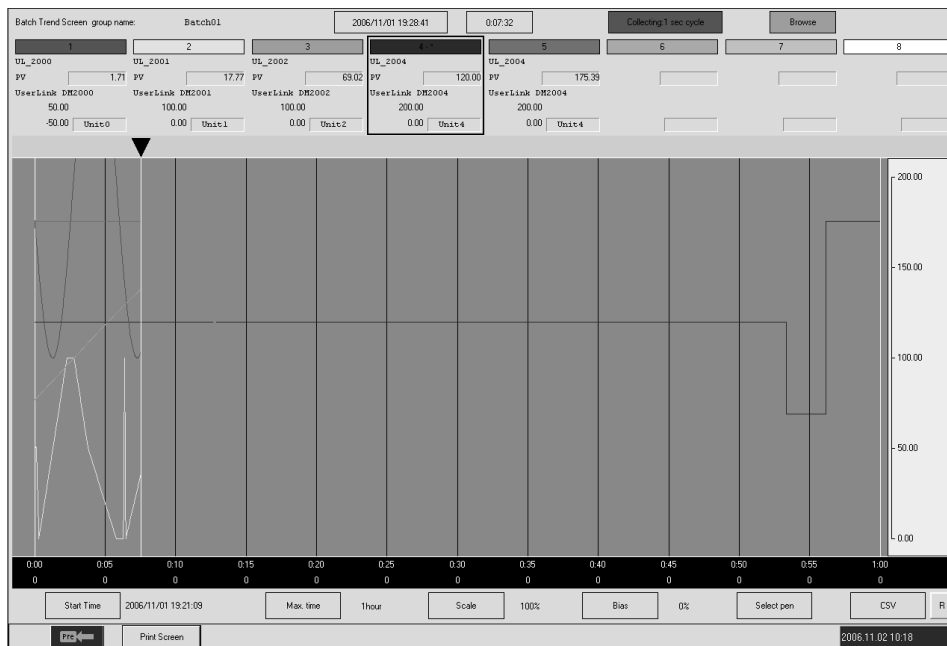 Batch Trend Screen group name: Batch01 2006/11/01 19:28:41 0:07:32 Collecting:1 sec cycle Browse
1 2 3 4 - * 5 6 7 8
UL_2000 UL_2001 UL_2002 UL_2004 UL_2004
PV 1.71 PV 17.77 PV 69.02 PV 120.00 PV 175.39
UserLink DM2000 UserLink DM2001 UserLink DM2002 UserLink DM2004 UserLink DM2004
50.00 100.00 100.00 200.00 200.00
-50.00 Unit0 0.00 Unit1 0.00 Unit2 0.00 Unit4 0.00 Unit4
200.00
150.00
100.00
50.00
0.00
0:00 0:05 0:10 0:15 0:20 0:25 0:30 0:35 0:40 0:45 0:50 0:55 1:00
0 0 0 0 0 0 0 0 0 0 0 0 0
Start Time 2006/11/01 19:21:09 Max. time 1hour Scale 100% Bias 0% Select pen CSV R
Pre Print Screen 2006.11.02 10:18